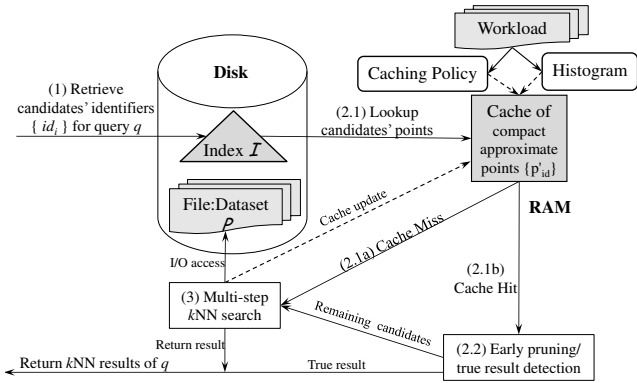 Workload
Disk
Caching Policy
Histogram
(1) Retrieve
candidates' identifiers
{ id_i } for query q
(2.1) Lookup
candidates' points
Cache of
compact
approximate
points {p'_id}
Index I
File:Dataset
P
Cache update
RAM
(2.1a) Cache Miss
I/O access
(2.1b)
Cache Hit
(3) Multi-step
kNN search
Remaining candidates
Return result
(2.2) Early pruning/
true result detection
Return kNN results of q
True result